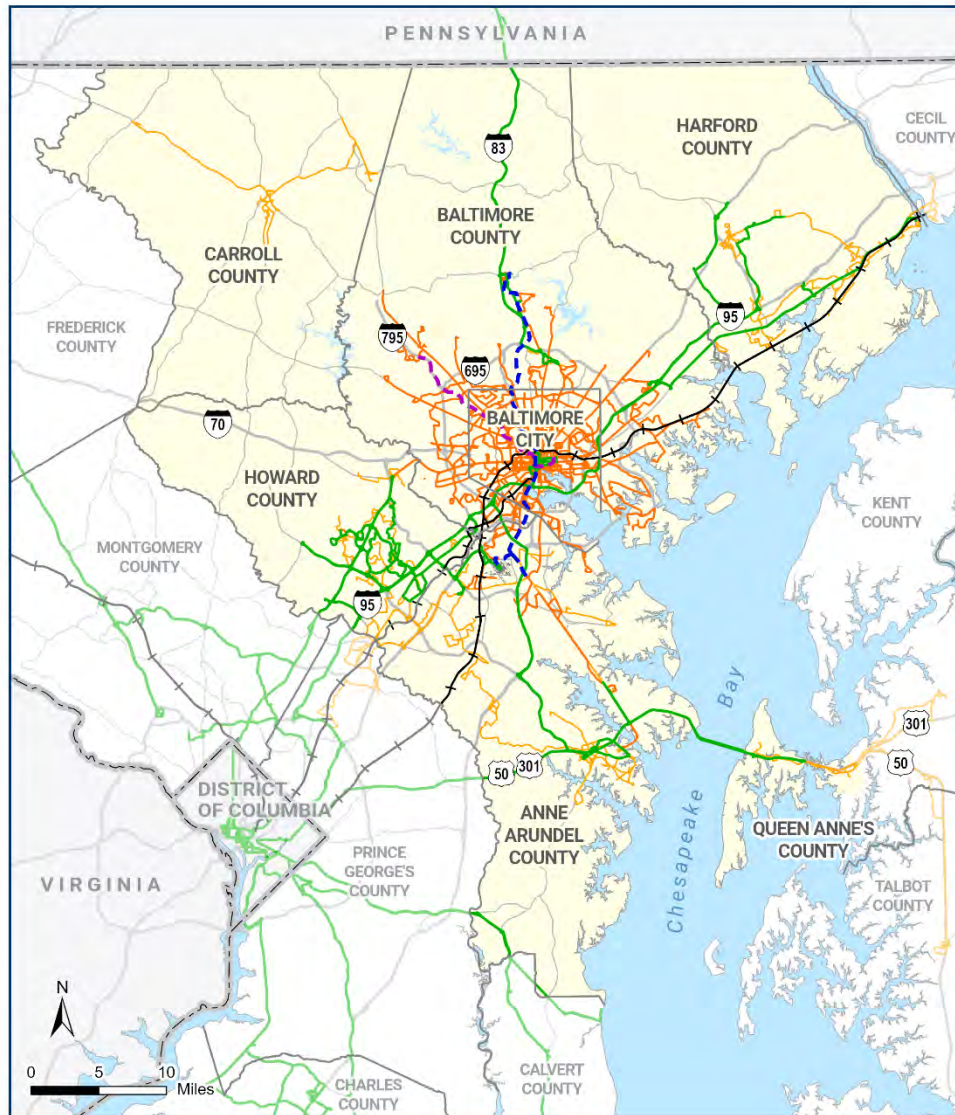 PENNSYLVANIA
CECIL
COUNTY
HARFORD
COUNTY
83
BALTIMORE
COUNTY
CARROLL
COUNTY
FREDERICK
COUNTY
95
795
695
70
BALTIMORE
CITY
HOWARD
COUNTY
KENT
COUNTY
MONTGOMERY
COUNTY
95
Chesapeake Bay
301
50
50
301
DISTRICT
OF COLUMBIA
ANNE
ARUNDEL
COUNTY
QUEEN ANNE'S
COUNTY
PRINCE
GEORGE'S
COUNTY
VIRGINIA
TALBOT
COUNTY
N
0 5 10
Miles
CALVERT
COUNTY
CHARLES
COUNTY